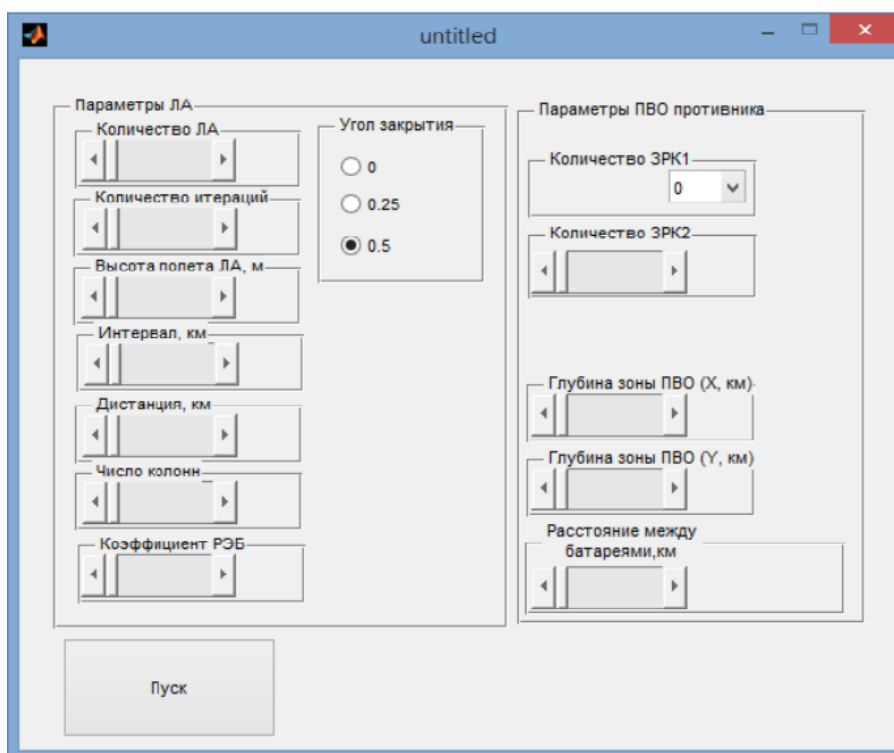 untitled
Параметры ЛА
Количество ЛА
Количество итераций
Высота полета ЛА, м
Интервал, км
Дистанция, км
Число колонн
Коэффициент РЭБ
Угол закрытия
0
0.25
0.5
Параметры ПВО противника
Количество ЗРК1
0
Количество ЗРК2
Глубина зоны ПВО (X, км)
Глубина зоны ПВО (Y, км)
Расстояние между
батареями,км
Пуск